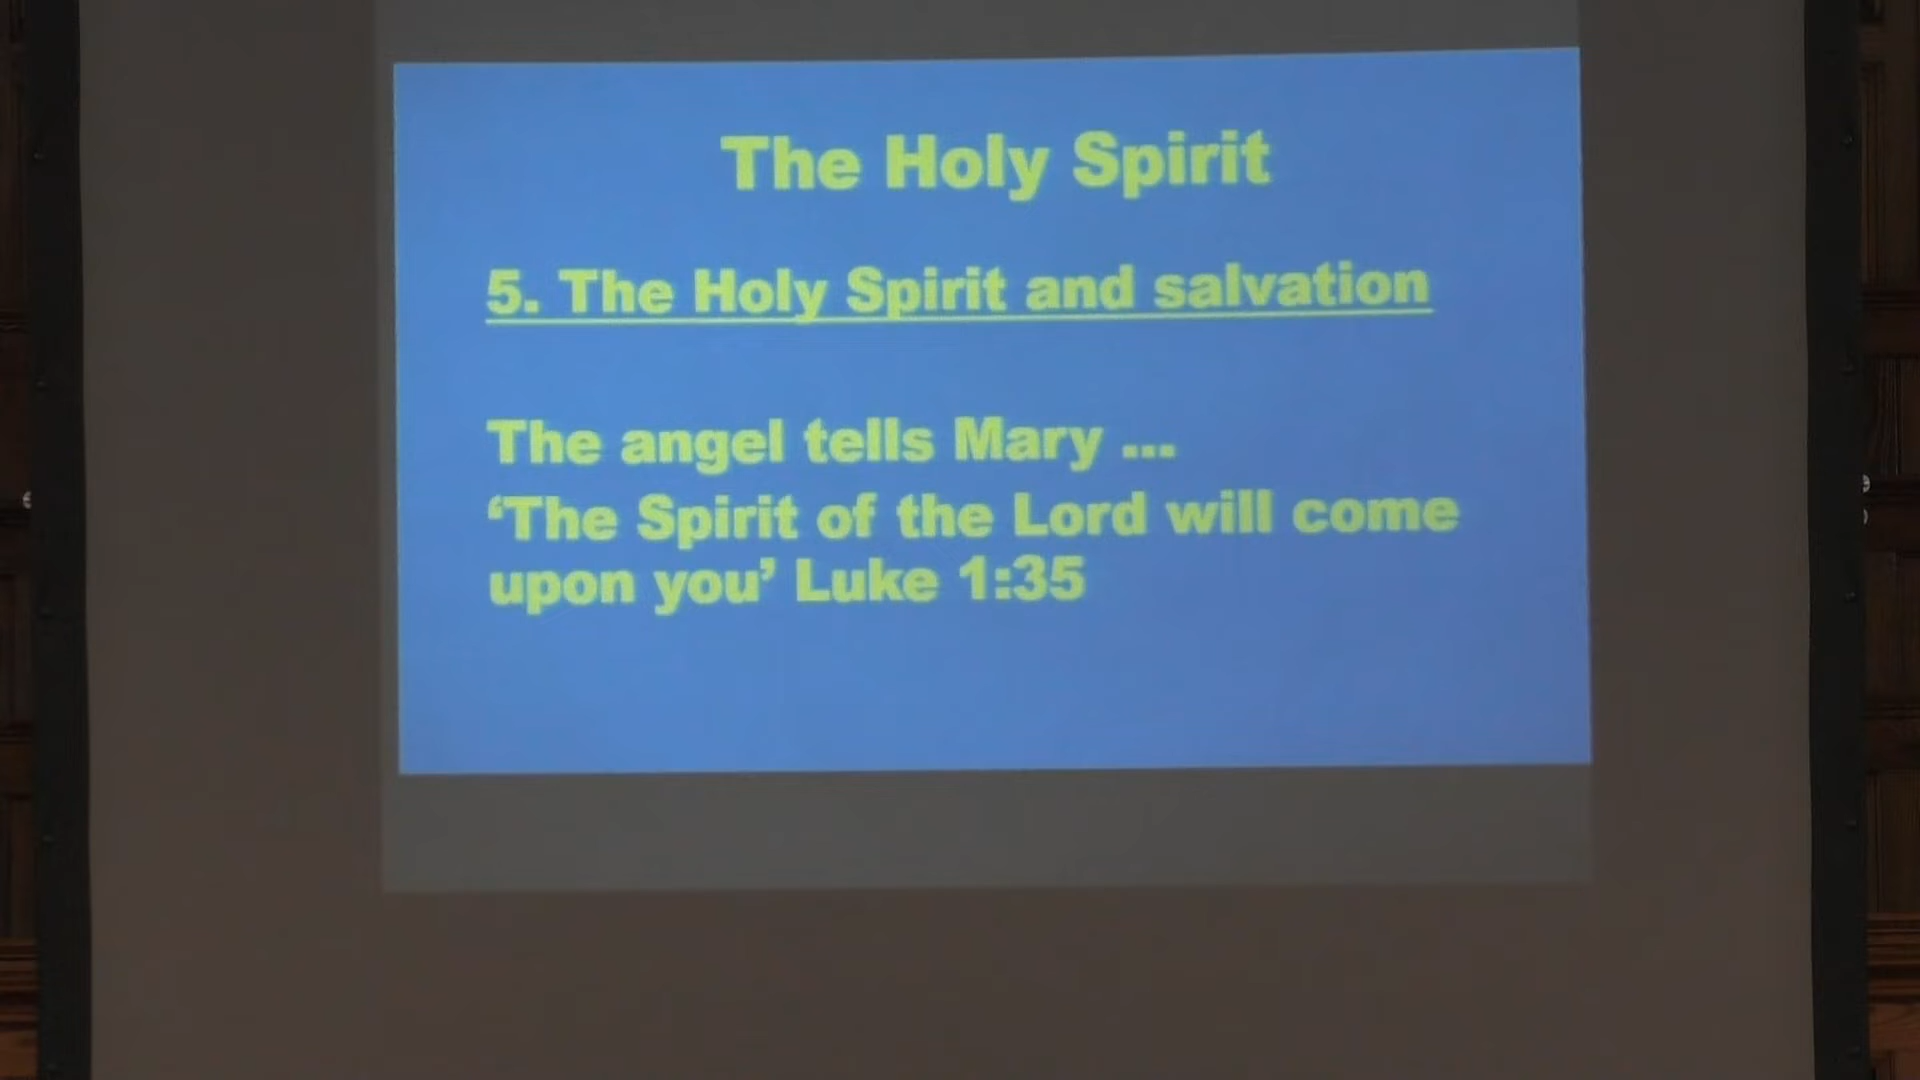 The Holy Spirit
5. The Holy Spirit and salvation
The angel tells Mary ...
‘The Spirit of the Lord will come
upon you’ Luke 1:35